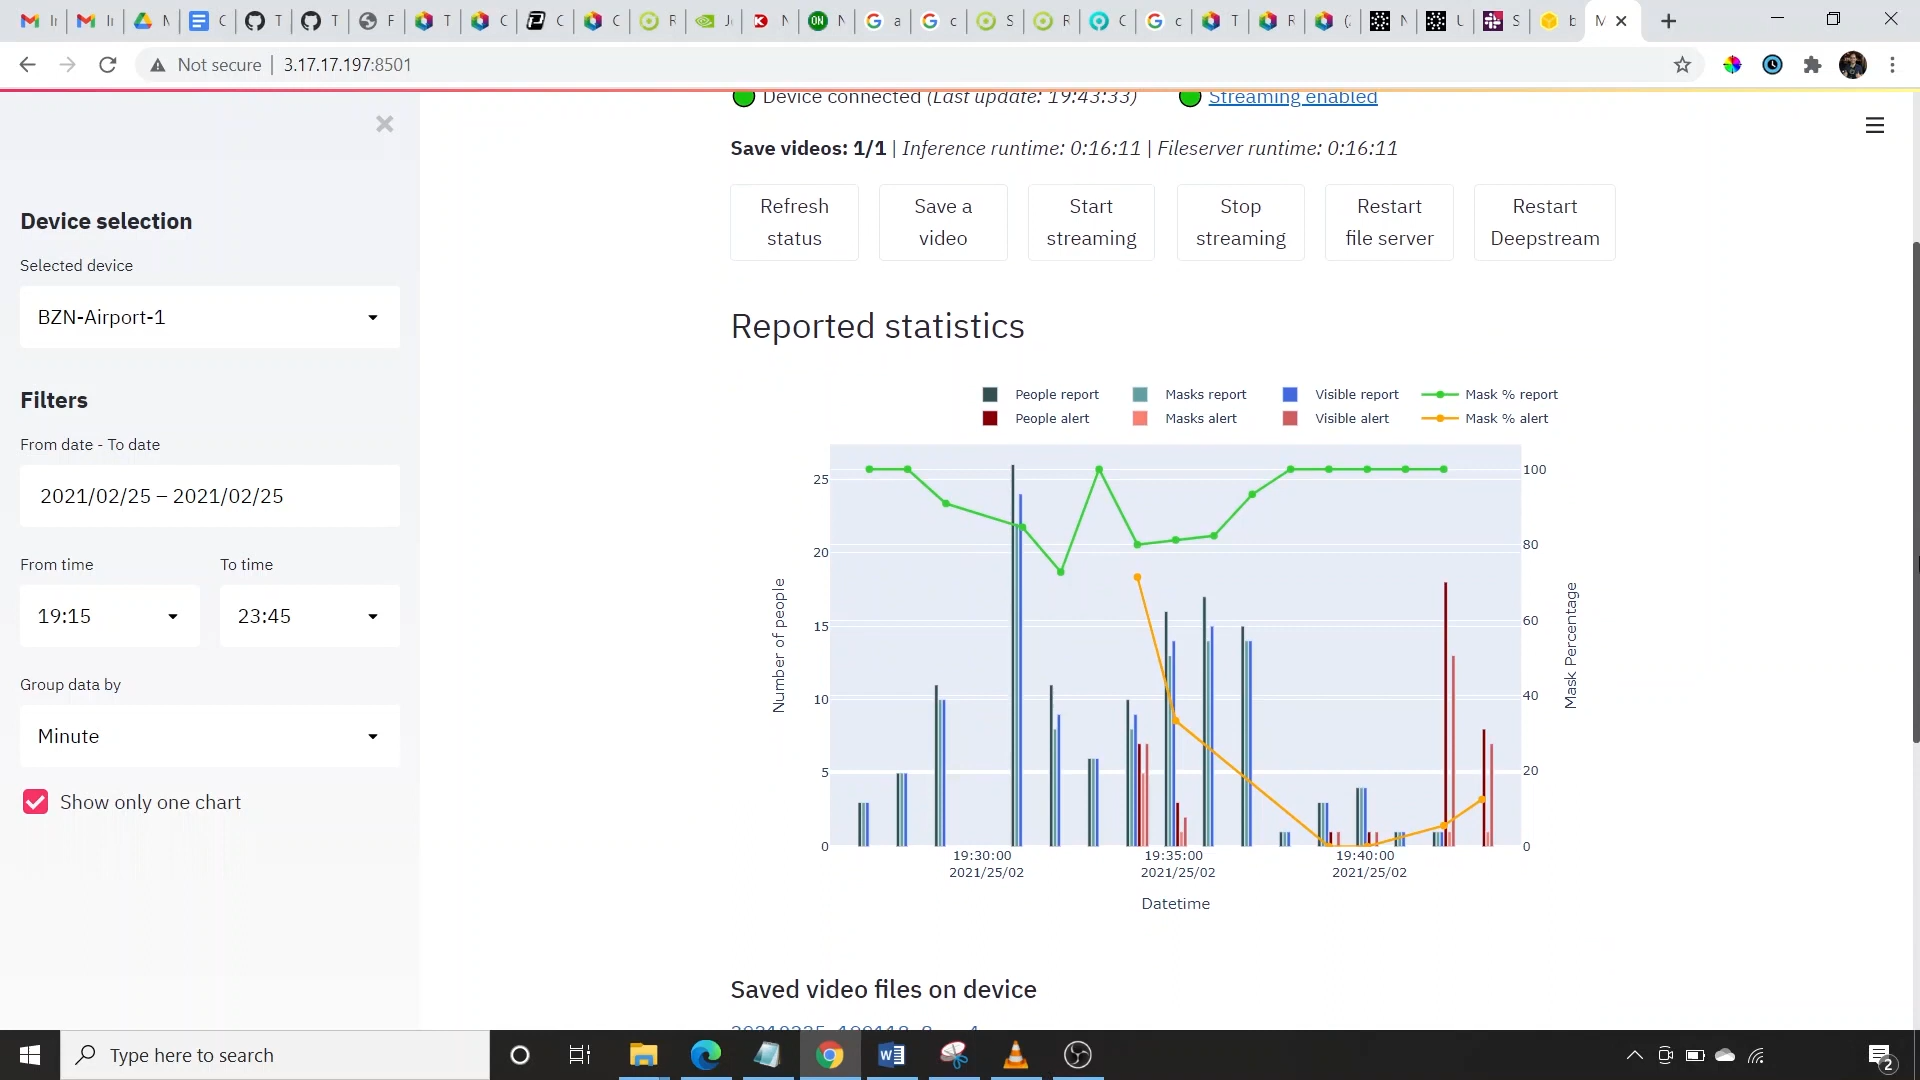 Not secure | 3.17.17.197:8501
Device connected (Last update: 19:43:33) Streaming enabled
Save videos: 1/1 | Inference runtime: 0:16:11 | Fileserver runtime: 0:16:11
Refresh status
Save a video
Start streaming
Stop streaming
Restart file server
Restart Deepstream
Device selection
Selected device
BZN-Airport-1
Filters
From date - To date
2021/02/25 – 2021/02/25
From time To time
19:15 23:45
Group data by
Minute
Show only one chart
Reported statistics
People report Masks report Visible report Mask % report
People alert Masks alert Visible alert Mask % alert
25
20
15
10
5
0
Number of people
100
80
60
40
20
0
Mask Percentage
19:30:00 19:35:00 19:40:00
2021/25/02 2021/25/02 2021/25/02
Datetime
Saved video files on device
Type here to search
2